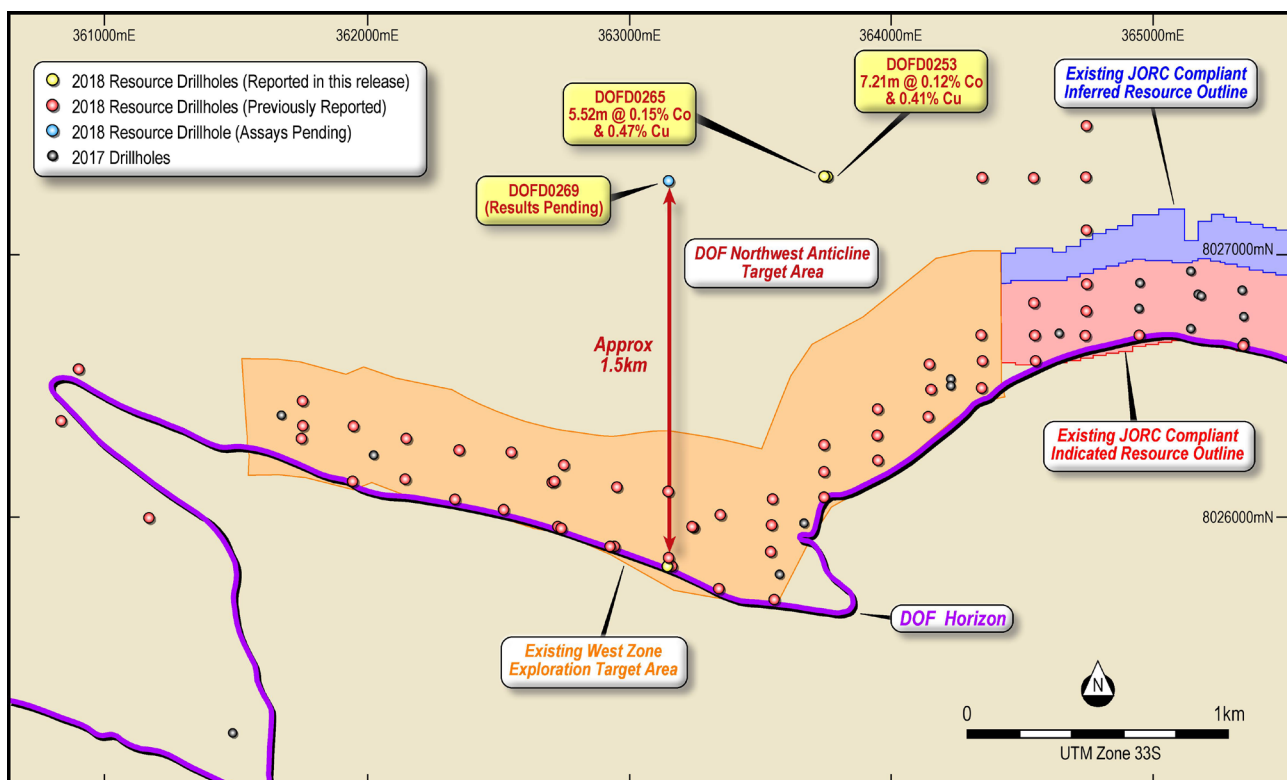 361000mE
362000mE
363000mE
364000mE
365000mE
2018 Resource Drillholes (Reported in this release)
2018 Resource Drillholes (Previously Reported)
2018 Resource Drillhole (Assays Pending)
2017 Drillholes
DOFD0265
5.52m @ 0.15% Co
& 0.47% Cu
DOFD0253
7.21m @ 0.12% Co
& 0.41% Cu
Existing JORC Compliant
Inferred Resource Outline
DOFD0269
(Results Pending)
DOF Northwest Anticline
Target Area
8027000mN
Approx
1.5km
Existing JORC Compliant
Indicated Resource Outline
8026000mN
DOF Horizon
Existing West Zone
Exploration Target Area
N
0
1km
UTM Zone 33S